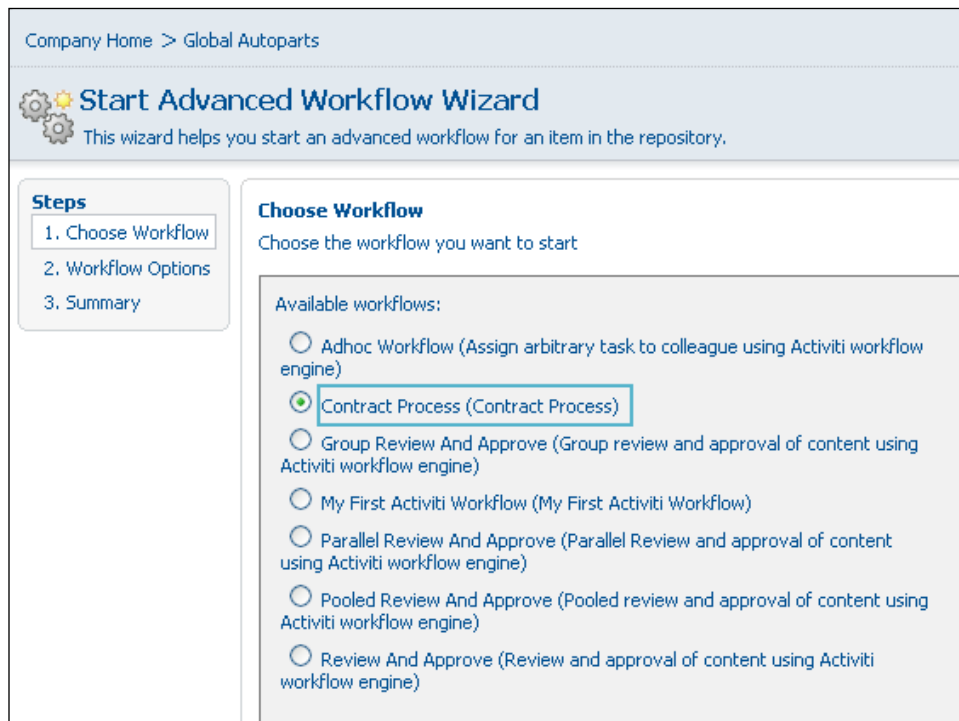 Company Home > Global Autoparts
Start Advanced Workflow Wizard
This wizard helps you start an advanced workflow for an item in the repository.
Steps
1. Choose Workflow
2. Workflow Options
3. Summary
Choose Workflow
Choose the workflow you want to start
Available workflows:
Adhoc Workflow (Assign arbitrary task to colleague using Activiti workflow
engine)
Contract Process (Contract Process)
Group Review And Approve (Group review and approval of content using
Activiti workflow engine)
My First Activiti Workflow (My First Activiti Workflow)
Parallel Review And Approve (Parallel Review and approval of content
using Activiti workflow engine)
Pooled Review And Approve (Pooled review and approval of content using
Activiti workflow engine)
Review And Approve (Review and approval of content using Activiti
workflow engine)